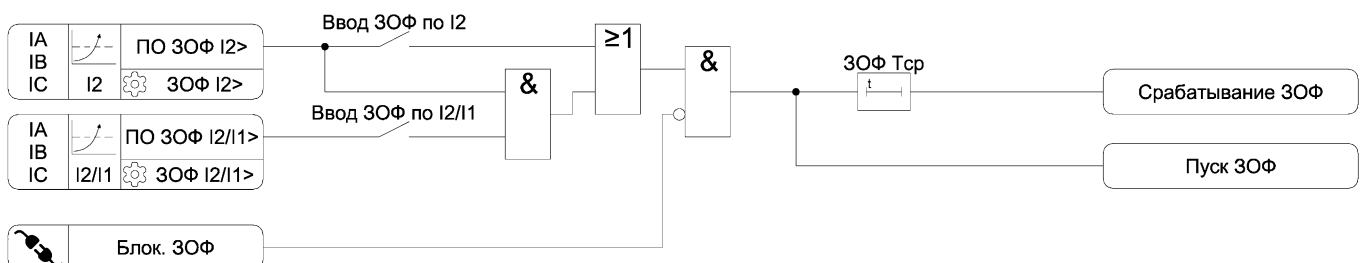 Ввод ЗОФ по I2
IA
IB
IC
I2
ПО ЗОФ I2>
ЗОФ I2>
≥1
&
&
ЗОФ Тср
t
Срабатывание ЗОФ
Ввод ЗОФ по I2/I1
IA
IB
IC
I2/I1
ПО ЗОФ I2/I1>
ЗОФ I2/I1>
Пуск ЗОФ
Блок. ЗОФ